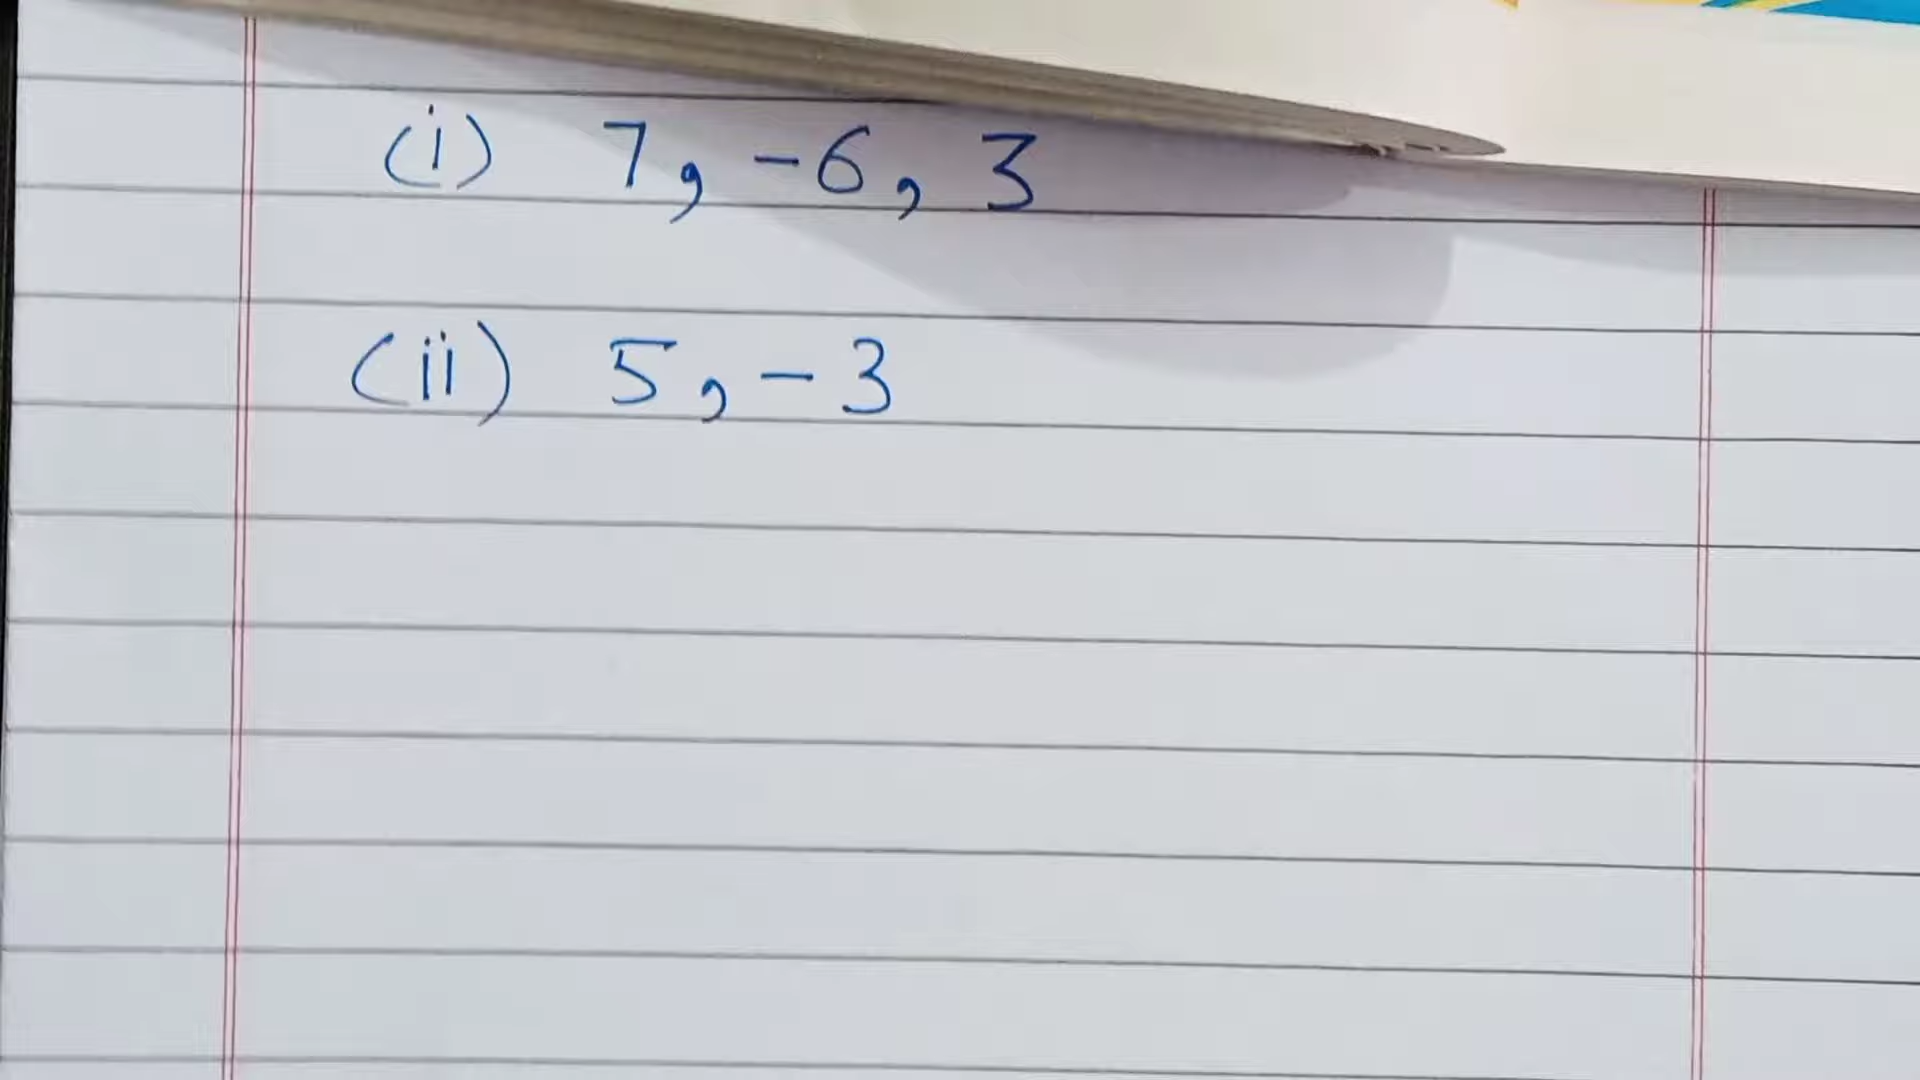 (i) 7, -6, 3
(ii) 5, -3